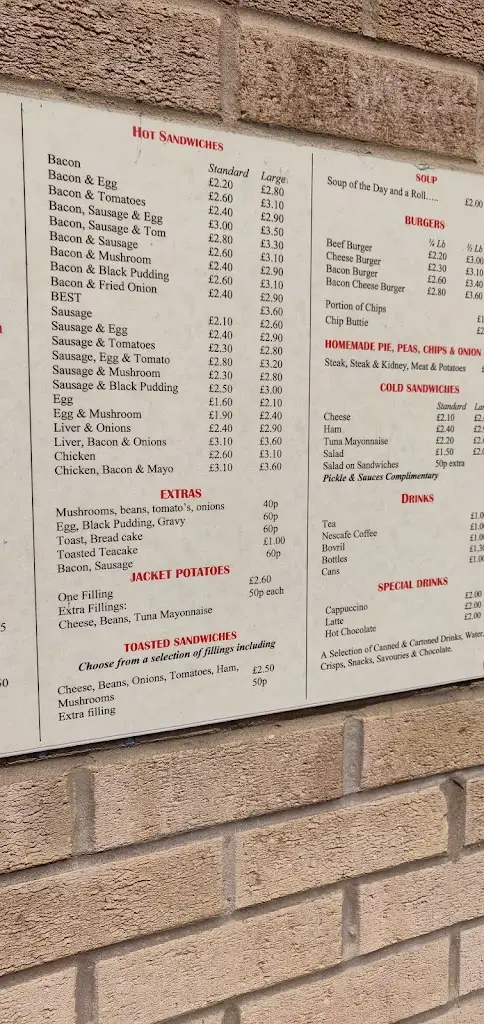 HOT SANDWICHES
Standard Large
Bacon £2.20 £2.80
Bacon & Egg £2.60 £3.10
Bacon & Tomatoes £2.40 £2.90
Bacon, Sausage & Egg £3.00 £3.50
Bacon, Sausage & Tom £2.80 £3.30
Bacon & Sausage £2.60 £3.10
Bacon & Mushroom £2.40 £2.90
Bacon & Black Pudding £2.60 £3.10
Bacon & Fried Onion £2.40 £2.90
BEST £3.60
Sausage £2.10 £2.60
Sausage & Egg £2.40 £2.90
Sausage & Tomatoes £2.30 £2.80
Sausage, Egg & Tomato £2.80 £3.20
Sausage & Mushroom £2.30 £2.80
Sausage & Black Pudding £2.50 £3.00
Egg £1.60 £2.10
Egg & Mushroom £1.90 £2.40
Liver & Onions £2.40 £2.90
Liver, Bacon & Onions £3.10 £3.60
Chicken £2.60 £3.10
Chicken, Bacon & Mayo £3.10 £3.60
EXTRAS
Mushrooms, beans, tomato's, onions 40p
Egg, Black Pudding, Gravy 60p
Toast, Bread cake 60p
Toasted Teacake £1.00
Bacon, Sausage 60p
JACKET POTATOES
One Filling £2.60
Extra Fillings: 50p each
Cheese, Beans, Tuna Mayonnaise
TOASTED SANDWICHES
Choose from a selection of fillings including
Cheese, Beans, Onions, Tomatoes, Ham, £2.50
Mushrooms
Extra filling 50p
SOUP
Soup of the Day and a Roll..... £2.00
BURGERS
¼ Lb ½ Lb
Beef Burger £2.20 £3.00
Cheese Burger £2.30 £3.10
Bacon Burger £2.60 £3.40
Bacon Cheese Burger £2.80 £3.60
Portion of Chips
Chip Buttie
HOMEMADE PIE, PEAS, CHIPS & ONION
Steak, Steak & Kidney, Meat & Potatoes
COLD SANDWICHES
Standard
Cheese £2.10
Ham £2.40
Tuna Mayonnaise £2.20
Salad £1.50
Salad on Sandwiches 50p extra
Pickle & Sauces Complimentary
DRINKS
Tea
Nescafe Coffee
Bovril
Bottles
Cans
SPECIAL DRINKS
Cappuccino £2.00
Latte £2.00
Hot Chocolate £2.00
A Selection of Canned & Cartoned Drinks, Water,
Crisps, Snacks, Savouries & Chocolate.